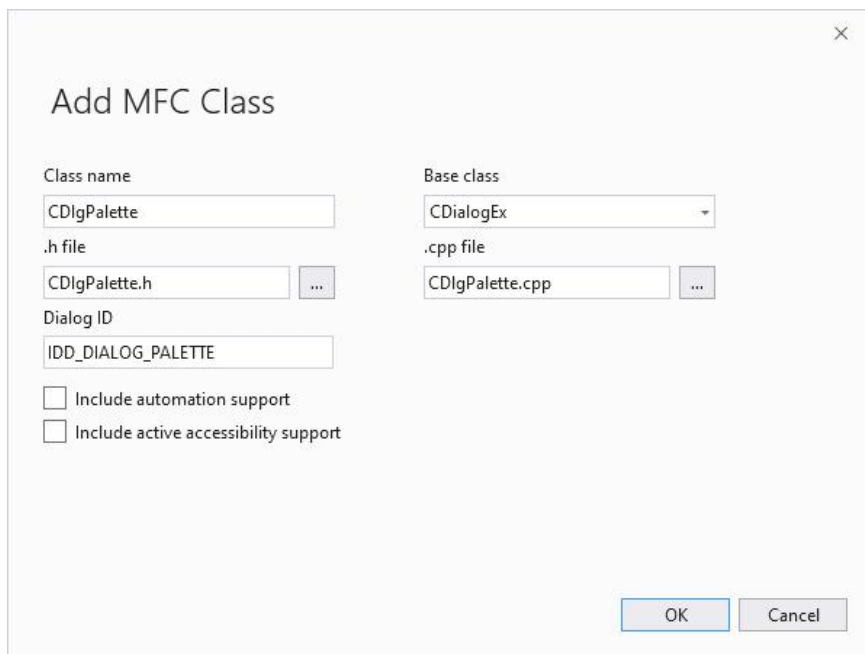 Add MFC Class
Class name
Base class
CDlgPalette
CDialogEx
.h file
.cpp file
CDlgPalette.h
...
CDlgPalette.cpp
...
Dialog ID
IDD_DIALOG_PALETTE
Include automation support
Include active accessibility support
OK
Cancel